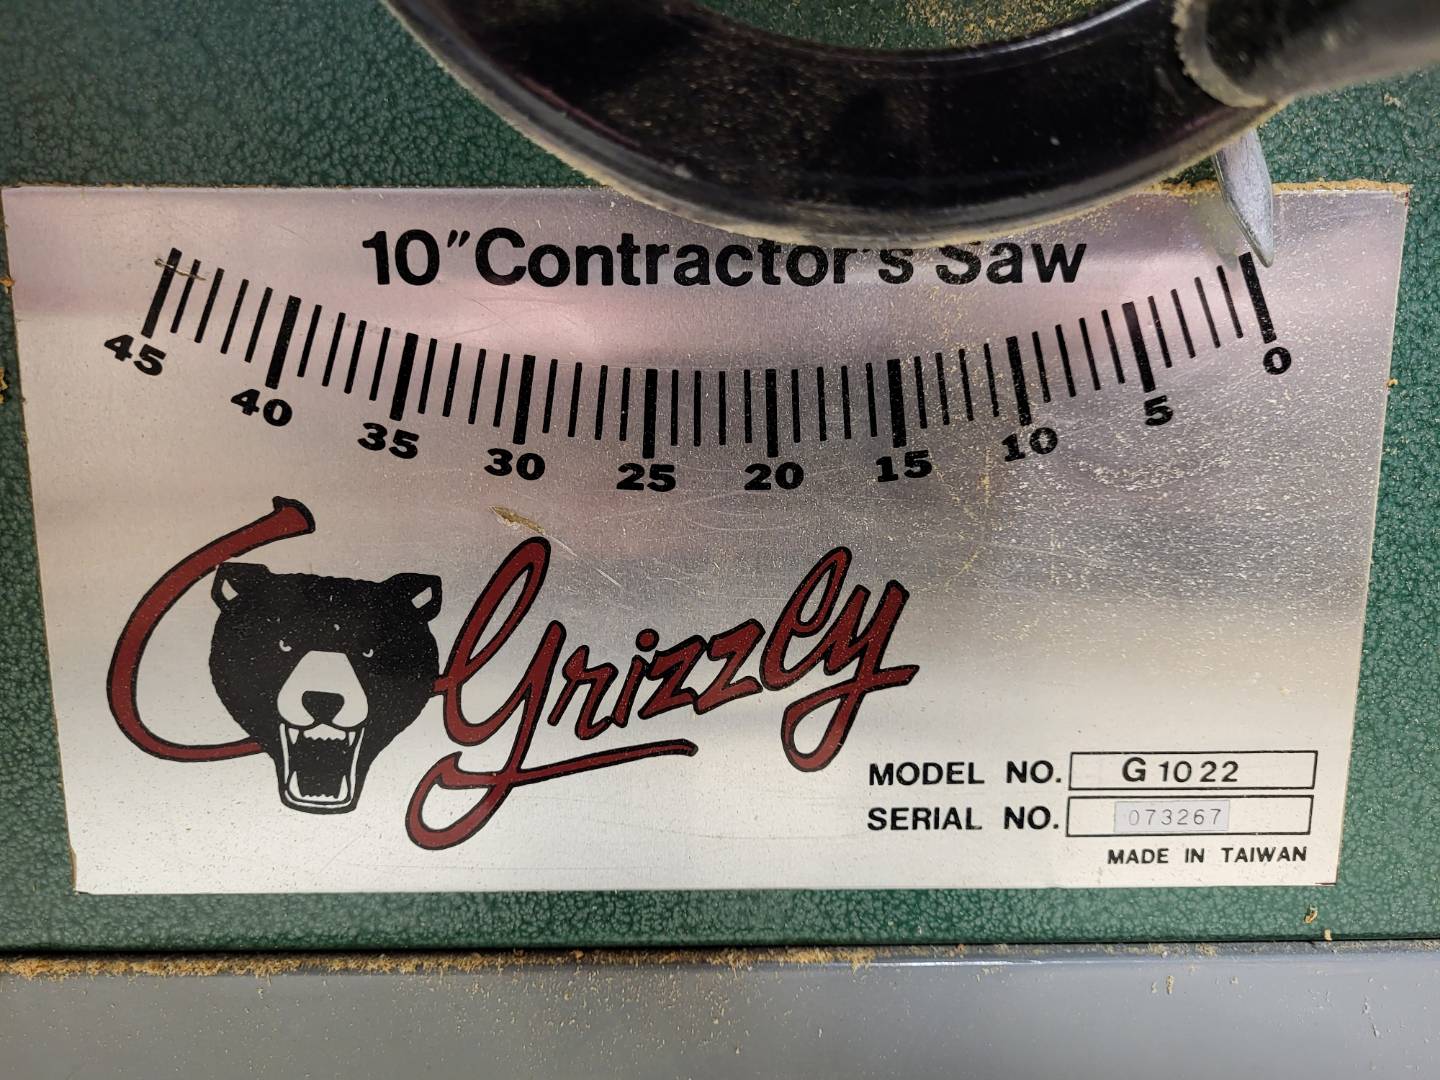 10" Contractor's Saw
45 40 35 30 25 20 15 10 5 0
Grizzly
MODEL NO. G1022
SERIAL NO. 073267
MADE IN TAIWAN